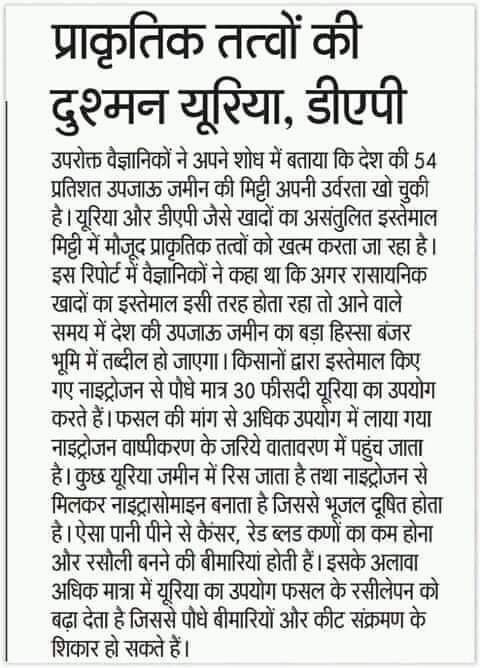 प्राकृतिक तत्वों की
दुश्मन यूरिया, डीएपी
उपरोक्त वैज्ञानिकों ने अपने शोध में बताया कि देश की 54
प्रतिशत उपजाऊ जमीन की मिट्टी अपनी उर्वरता खो चुकी
है। यूरिया और डीएपी जैसे खादों का असंतुलित इस्तेमाल
मिट्टी में मौजूद प्राकृतिक तत्वों को खत्म करता जा रहा है।
इस रिपोर्ट में वैज्ञानिकों ने कहा था कि अगर रासायनिक
खादों का इस्तेमाल इसी तरह होता रहा तो आने वाले
समय में देश की उपजाऊ जमीन का बड़ा हिस्सा बंजर
भूमि में तब्दील हो जाएगा। किसानों द्वारा इस्तेमाल किए
गए नाइट्रोजन से पौधे मात्र 30 फीसदी यूरिया का उपयोग
करते हैं। फसल की मांग से अधिक उपयोग में लाया गया
नाइट्रोजन वाष्पीकरण के जरिये वातावरण में पहुंच जाता
है। कुछ यूरिया जमीन में रिस जाता है तथा नाइट्रोजन से
मिलकर नाइट्रासोमाइन बनाता है जिससे भूजल दूषित होता
है। ऐसा पानी पीने से कैंसर, रेड ब्लड कणों का कम होना
और रसौली बनने की बीमारियां होती हैं। इसके अलावा
अधिक मात्रा में यूरिया का उपयोग फसल के रसीलेपन को
बढ़ा देता है जिससे पौधे बीमारियों और कीट संक्रमण के
शिकार हो सकते हैं।